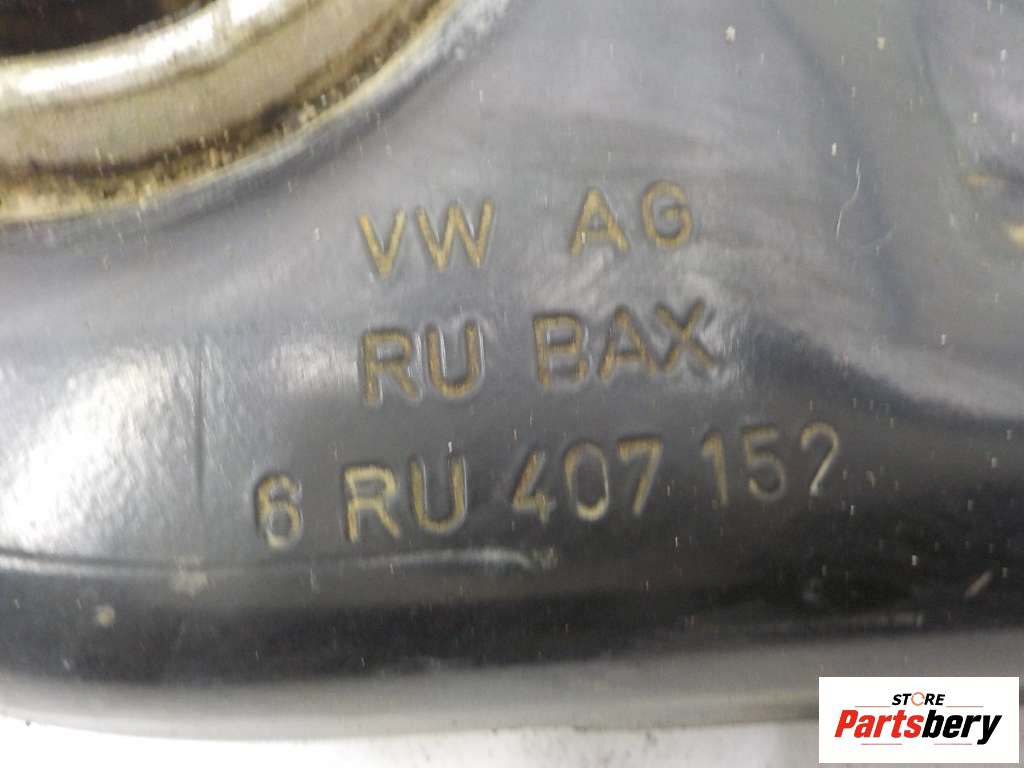 VW AG
RU BAX
6 RU 407 152
STORE
Partsbery